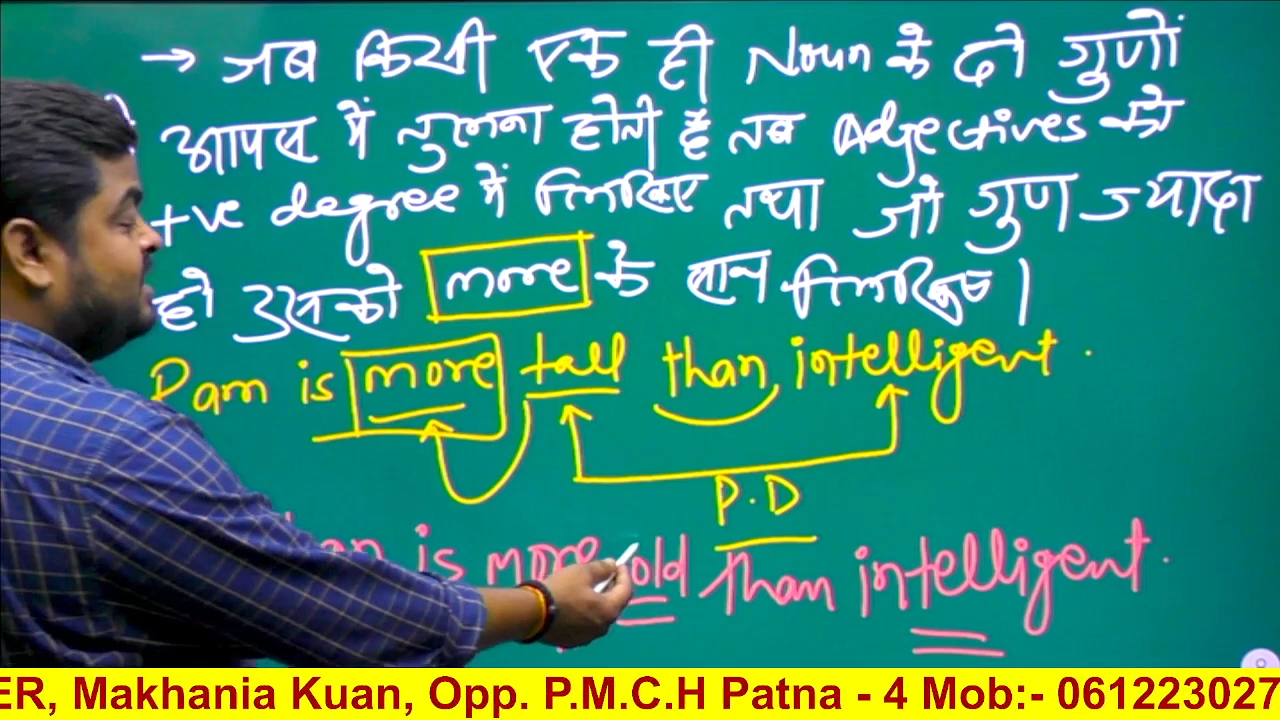 → जब किसी एक ही Noun के दो गुणों
आपस में तुलना होती है तब Adjectives को
+ve degree में लिखिए तथा जो गुण ज्यादा
हो उसको more के साथ लिखिए।
Ram is more tall than intelligent.
P.D
is more old than intelligent.
ER, Makhania Kuan, Opp. P.M.C.H Patna - 4 Mob:- 061223027